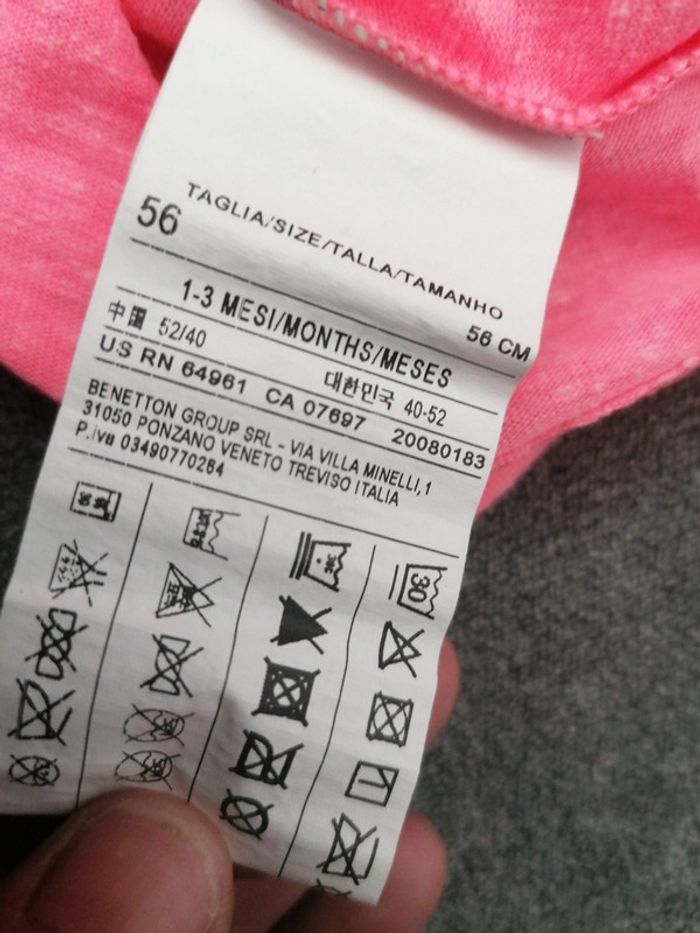 TAGLIA/SIZE/TALLA/TAMANHO
56
56 CM
1-3 MESI/MONTHS/MESES
中国 52/40 대한민국 40-52
US RN 64961 CA 07697 20080183
BENETTON GROUP SRL - VIA VILLA MINELLI,1
31050 PONZANO VENETO TREVISO ITALIA
P.iva 03490770264
30